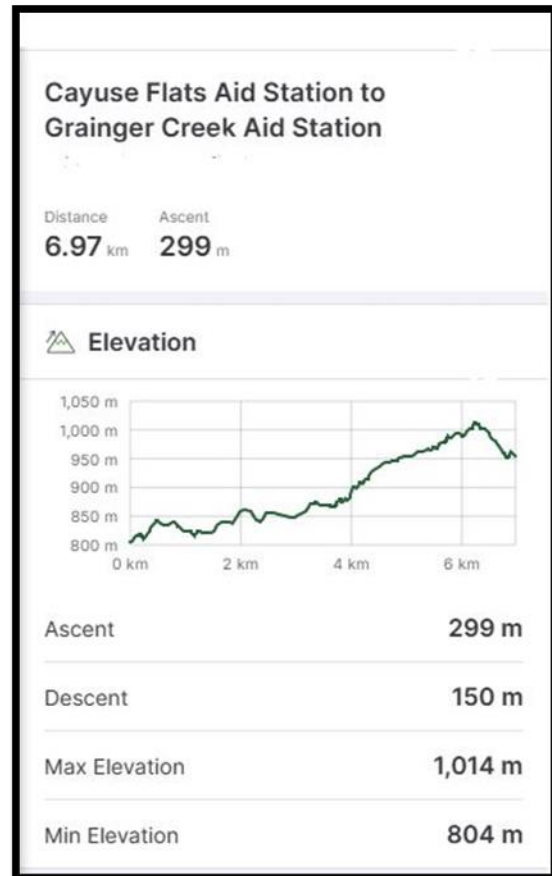 Cayuse Flats Aid Station to
Grainger Creek Aid Station
Distance Ascent
6.97 km 299 m
Elevation
1,050 m
1,000 m
950 m
900 m
850 m
800 m
0 km 2 km 4 km 6 km
Ascent 299 m
Descent 150 m
Max Elevation 1,014 m
Min Elevation 804 m